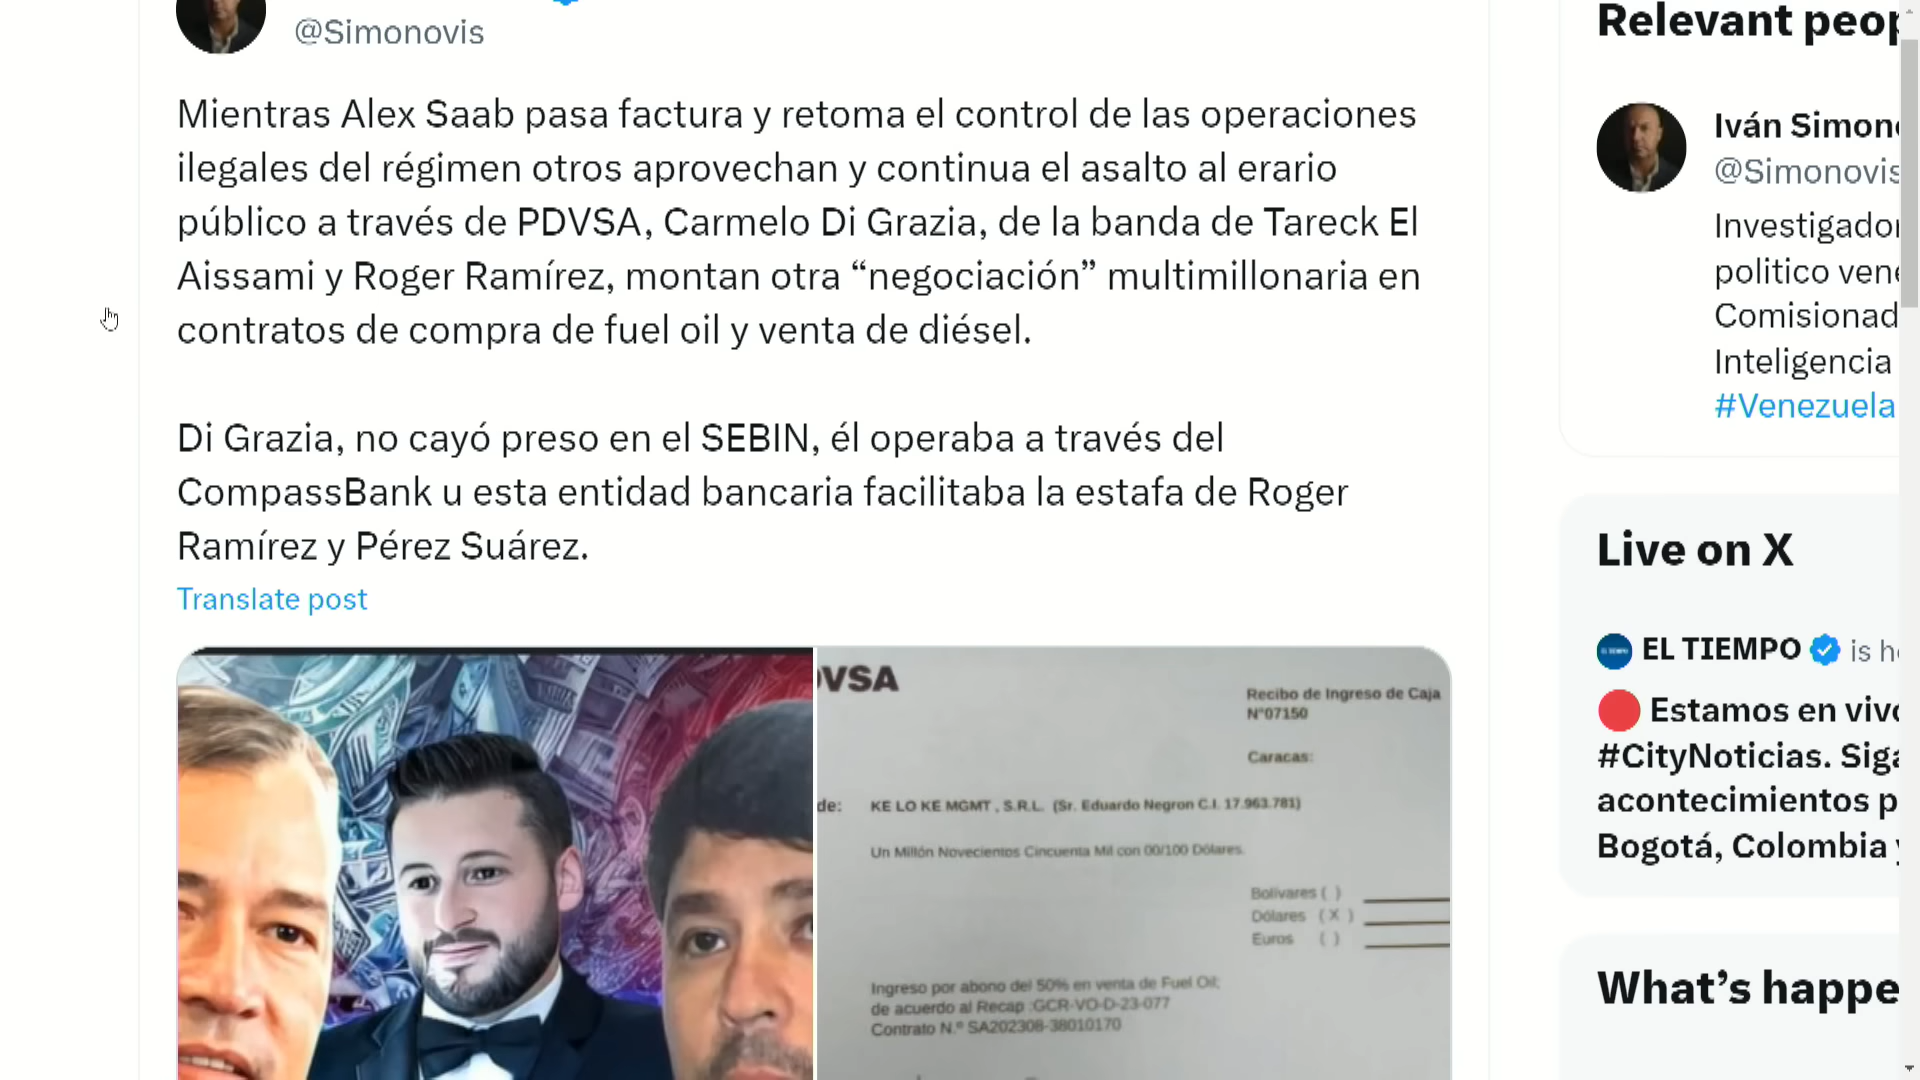 @Simonovis
Mientras Alex Saab pasa factura y retoma el control de las operaciones
ilegales del régimen otros aprovechan y continua el asalto al erario
público a través de PDVSA, Carmelo Di Grazia, de la banda de Tareck El
Aissami y Roger Ramírez, montan otra “negociación” multimillonaria en
contratos de compra de fuel oil y venta de diésel.
Di Grazia, no cayó preso en el SEBIN, él operaba a través del
CompassBank u esta entidad bancaria facilitaba la estafa de Roger
Ramírez y Pérez Suárez.
Translate post
DVSA
Recibo de Ingreso de Caja
N°07150
Caracas:
de: KE LO KE MGMT , S.R.L. (Sr. Eduardo Negron C.I. 17.963.781)
Un Millón Novecientos Cincuenta Mil con 00/100 Dólares.
Bolívares ( )
Dólares (X)
Euros ( )
Ingreso por abono del 50% en venta de Fuel Oil;
de acuerdo al Recap :GCR-VO-D-23-077
Contrato N.º SA202308-38010170
Relevant peop
Iván Simono
@Simonovis
Investigador
politico vene
Comisionad
Inteligencia
#Venezuela
Live on X
EL TIEMPO is ho
Estamos en vivo
#CityNoticias. Siga
acontecimientos p
Bogotá, Colombia y
What’s happe